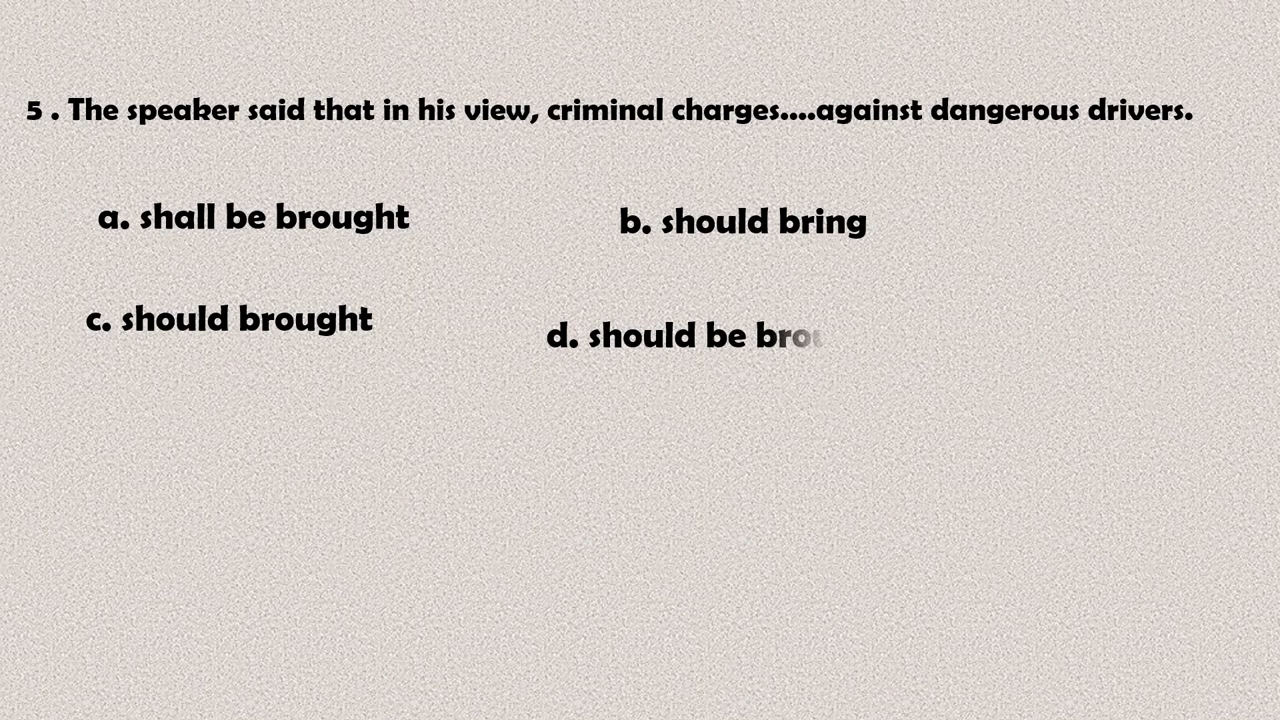 5 . The speaker said that in his view, criminal charges....against dangerous drivers.
a. shall be brought
b. should bring
c. should brought
d. should be